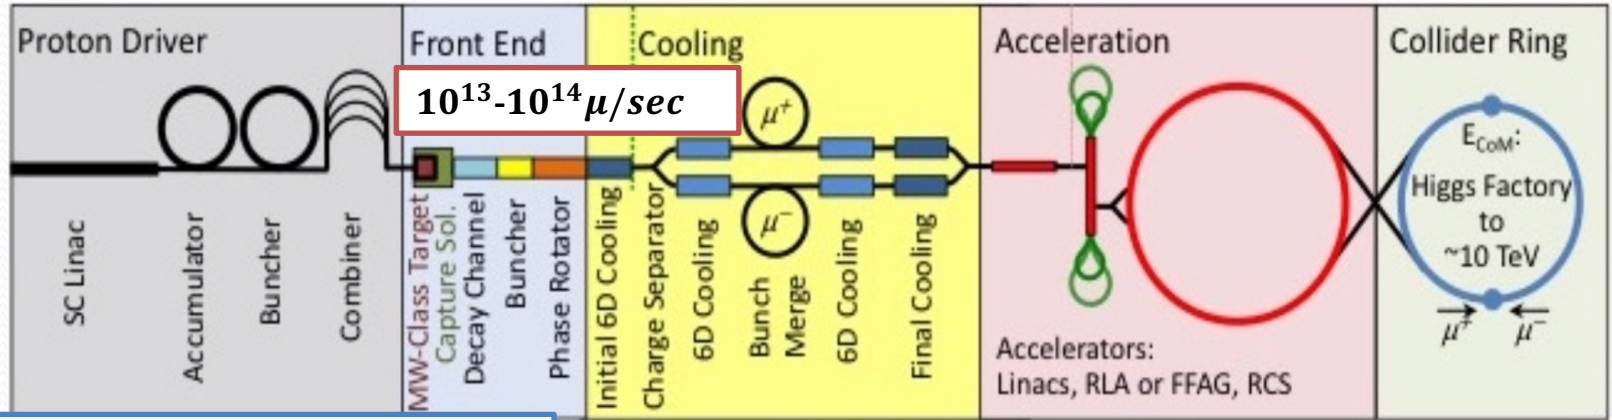 Proton Driver
SC Linac
Accumulator
Buncher
Combiner
Front End
10¹³-10¹⁴μ/sec
MW-Class Target
Capture Sol.
Decay Channel
Buncher
Phase Rotator
Cooling
Initial 6D Cooling
Charge Separator
6D Cooling
μ⁺
μ⁻
Bunch
Merge
6D Cooling
Final Cooling
Acceleration
Accelerators:
Linacs, RLA or FFAG, RCS
Collider Ring
E_CoM:
Higgs Factory
to
~10 TeV
μ⁺ μ⁻